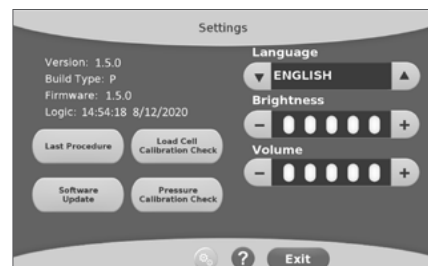 Settings
Version: 1.5.0
Build Type: P
Firmware: 1.5.0
Logic: 14:54:18 8/12/2020
Last Procedure
Load Cell
Calibration Check
Software
Update
Pressure
Calibration Check
Language
ENGLISH
Brightness
- +
Volume
- +
? Exit